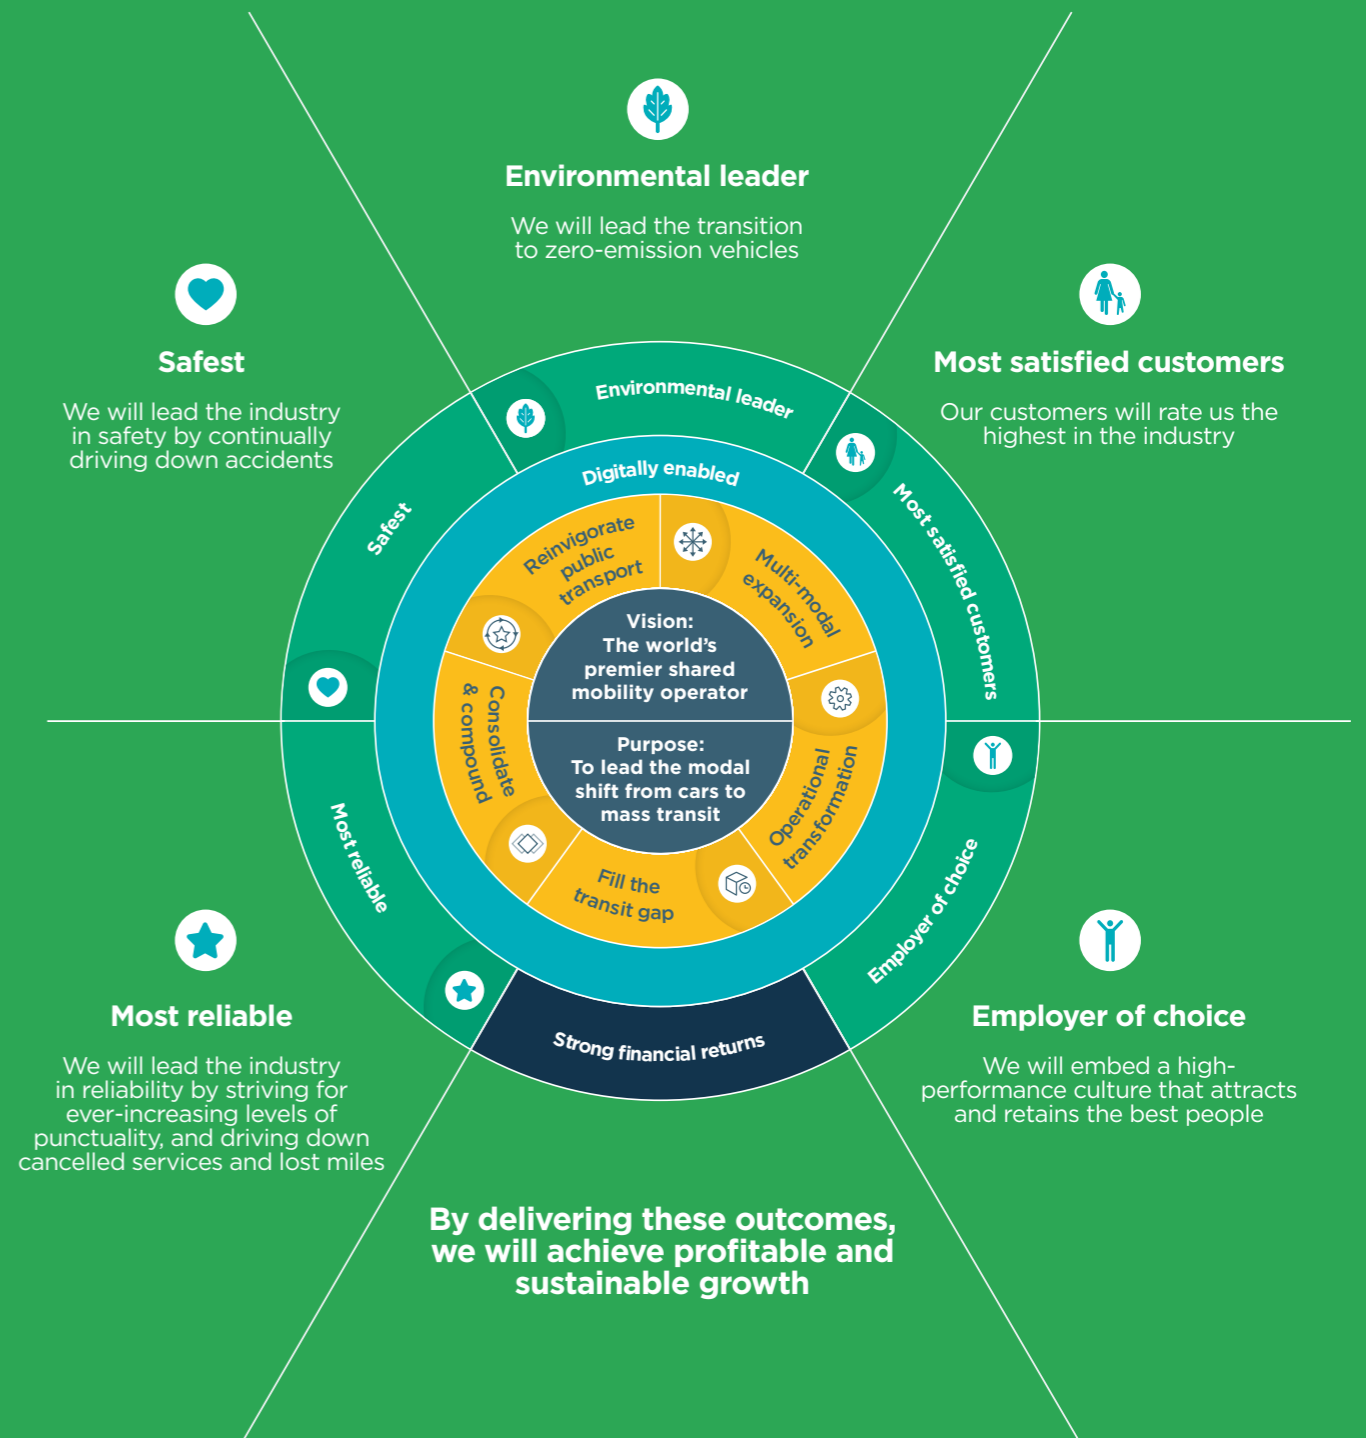 Environmental leader
We will lead the transition
to zero-emission vehicles
Safest
We will lead the industry
in safety by continually
driving down accidents
Most satisfied customers
Our customers will rate us the
highest in the industry
Environmental leader
Safest
Most satisfied customers
Digitally enabled
Reinvigorate
public
transport
Multi-modal
expansion
Vision:
The world’s
premier shared
mobility operator
Purpose:
To lead the modal
shift from cars to
mass transit
Consolidate
& compound
Operational
transformation
Fill the
transit gap
Most reliable
Employer of choice
Strong financial returns
Most reliable
We will lead the industry
in reliability by striving for
ever-increasing levels of
punctuality, and driving down
cancelled services and lost miles
Employer of choice
We will embed a high-
performance culture that attracts
and retains the best people
By delivering these outcomes,
we will achieve profitable and
sustainable growth